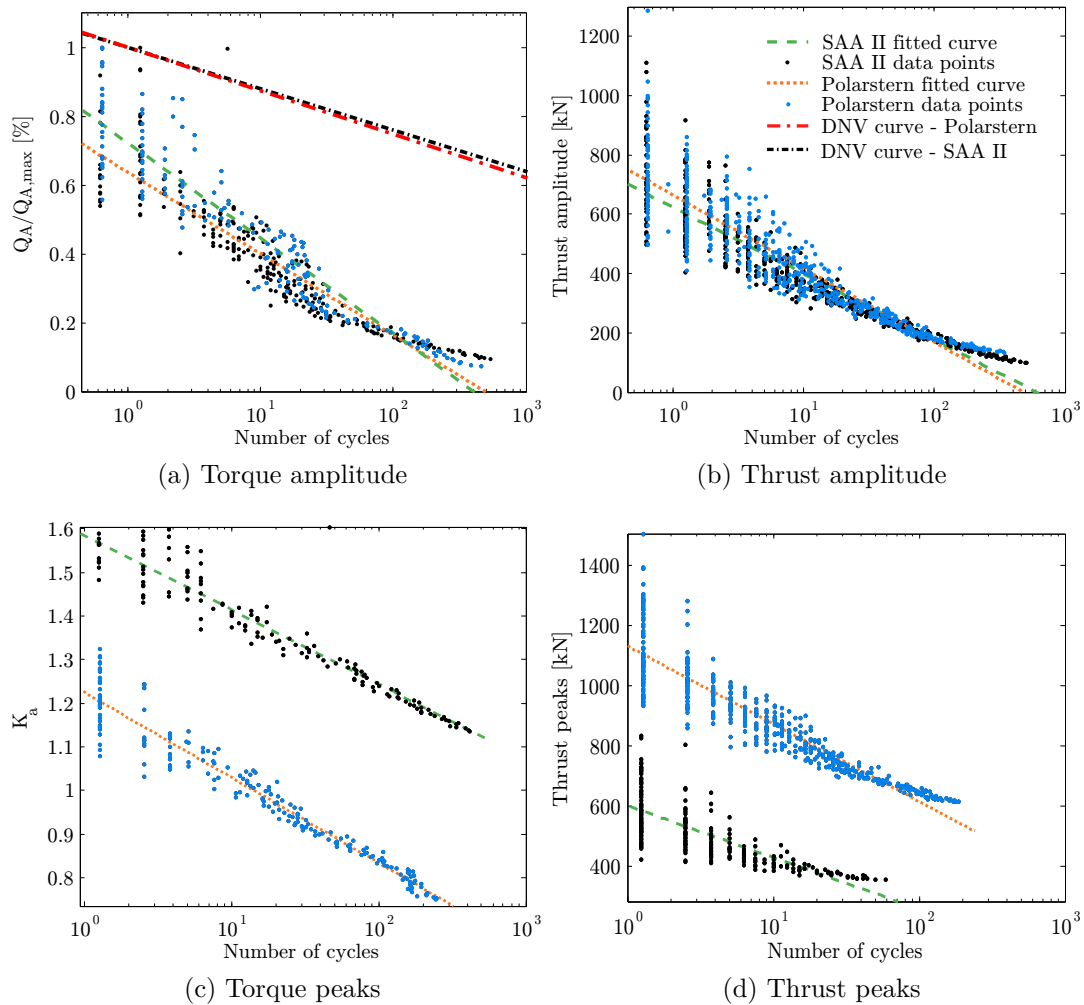 1
0.8
0.6
0.4
0.2
0
Q_A/Q_A,max [%]
10^0
10^1
10^2
10^3
Number of cycles
(a) Torque amplitude
1200
1000
800
600
400
200
0
Thrust amplitude [kN]
SAA II fitted curve
SAA II data points
Polarstern fitted curve
Polarstern data points
DNV curve - Polarstern
DNV curve - SAA II
10^0
10^1
10^2
10^3
Number of cycles
(b) Thrust amplitude
1.6
1.5
1.4
1.3
1.2
1.1
1
0.9
0.8
K_a
10^0
10^1
10^2
10^3
Number of cycles
(c) Torque peaks
1400
1200
1000
800
600
400
Thrust peaks [kN]
10^0
10^1
10^2
10^3
Number of cycles
(d) Thrust peaks